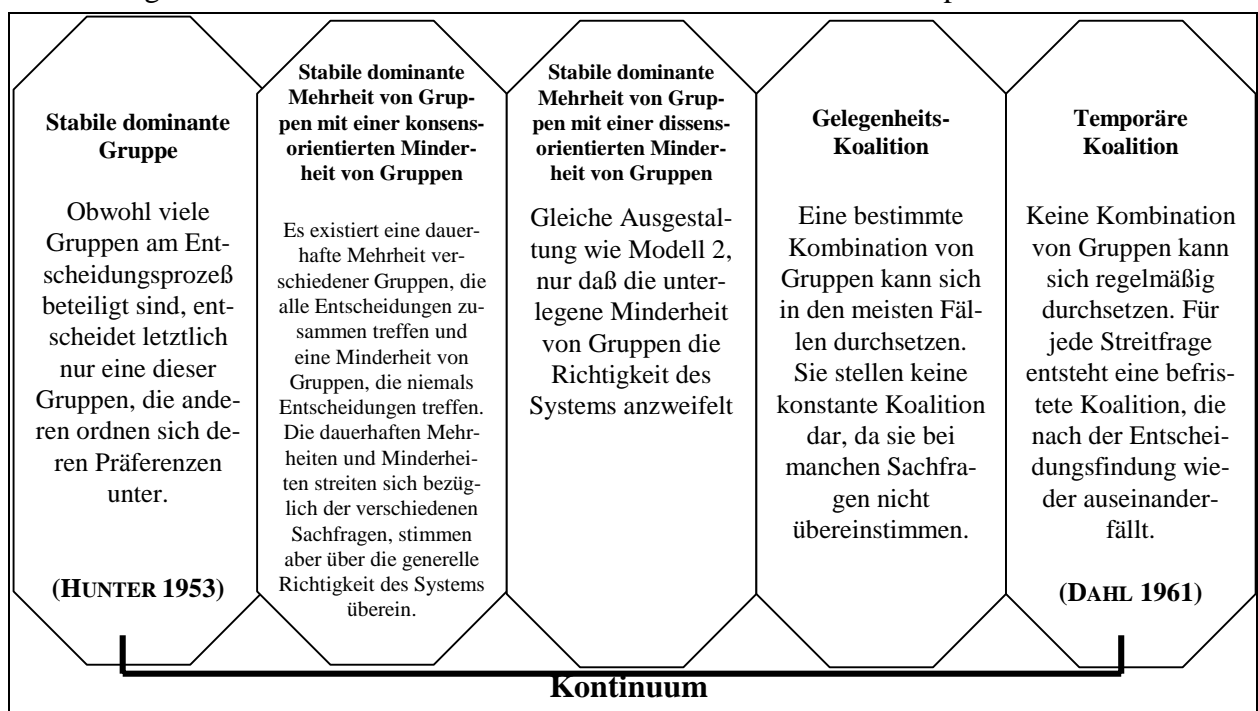 Stabile dominante
Gruppe
Obwohl viele
Gruppen am Ent-
scheidungsprozeß
beteiligt sind, ent-
scheidet letztlich
nur eine dieser
Gruppen, die ande-
ren ordnen sich de-
ren Präferenzen
unter.
(HUNTER 1953)
Stabile dominante
Mehrheit von Grup-
pen mit einer konsens-
orientierten Minder-
heit von Gruppen
Es existiert eine dauer-
hafte Mehrheit ver-
schiedener Gruppen, die
alle Entscheidungen zu-
sammen treffen und
eine Minderheit von
Gruppen, die niemals
Entscheidungen treffen.
Die dauerhaften Mehr-
heiten und Minderhei-
ten streiten sich bezüg-
lich der verschiedenen
Sachfragen, stimmen
aber über die generelle
Richtigkeit des Systems
überein.
Stabile dominante
Mehrheit von Grup-
pen mit einer dissens-
orientierten Minder-
heit von Gruppen
Gleiche Ausgestal-
tung wie Modell 2,
nur daß die unter-
legene Minderheit
von Gruppen die
Richtigkeit des
Systems anzweifelt
Gelegenheits-
Koalition
Eine bestimmte
Kombination von
Gruppen kann sich
in den meisten Fäl-
len durchsetzen.
Sie stellen keine
konstante Koalition
dar, da sie bei
manchen Sachfra-
gen nicht
übereinstimmen.
Temporäre
Koalition
Keine Kombination
von Gruppen kann
sich regelmäßig
durchsetzen. Für
jede Streitfrage
entsteht eine befris-
tete Koalition, die
nach der Entschei-
dungsfindung wie-
der auseinander-
fällt.
(DAHL 1961)
Kontinuum